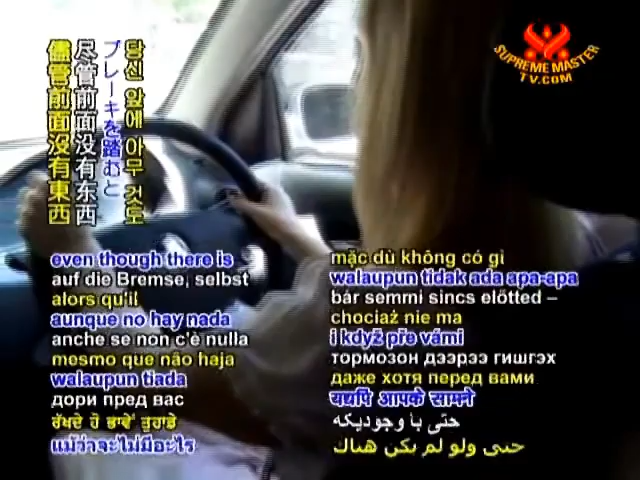 SUPREME MASTER
TV.COM
당신 앞에 아무 것도
ブレーキを踏むと
尽管前面没有东西
儘管前面沒有東西
even though there is
auf die Bremse, selbst
alors qu'il
aunque no hay nada
anche se non c'è nulla
mesmo que não haja
walaupun tiada
дори пред вас
ਰੱਖਦੇ ਹੋ ਭਾਵੇਂ ਤੁਹਾਡੇ
แม้ว่าจะไม่มีอะไร
mặc dù không có gì
walaupun tidak ada apa-apa
bár semmi sincs előtted –
chociaż nie ma
i když před vámi
тормозон дээрээ гишгэх
даже хотя перед вами
यद्यपि आपके सामने
حتی با وجودیکه
حتى ولو لم يكن هناك